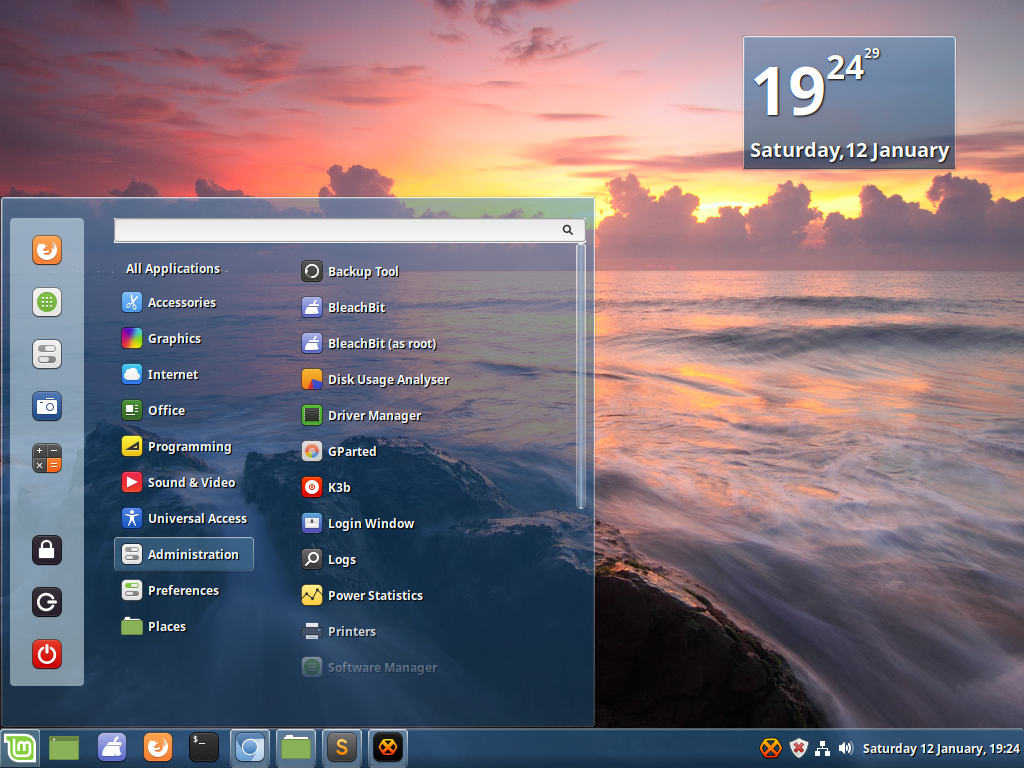 19 24 29
Saturday,12 January
All Applications
Accessories
Graphics
Internet
Office
Programming
Sound & Video
Universal Access
Administration
Preferences
Places
Backup Tool
BleachBit
BleachBit (as root)
Disk Usage Analyser
Driver Manager
GParted
K3b
Login Window
Logs
Power Statistics
Printers
Software Manager
$_
S
Saturday 12 January, 19:24